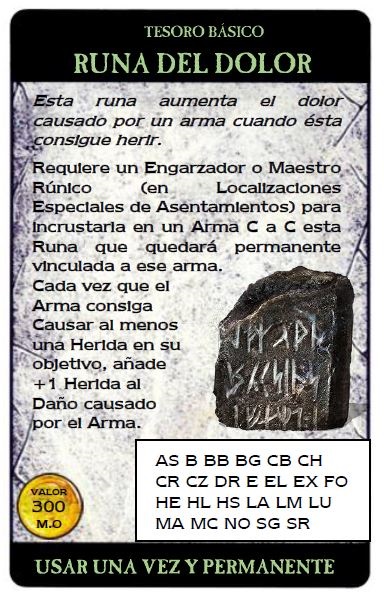 TESORO BÁSICO
RUNA DEL DOLOR
Esta runa aumenta el dolor
causado por un arma cuando ésta
consigue herir.
Requiere un Engarzador o Maestro
Rúnico (en Localizaciones
Especiales de Asentamientos) para
incrustarla en un Arma C a C esta
Runa que quedará permanente
vinculada a ese arma.
Cada vez que el
Arma consiga
Causar al menos
una Herida en su
objetivo, añade
+1 Herida al
Daño causado
por el Arma.
AS B BB BG CB CH
CR CZ DR E EL EX FO
HE HL HS LA LM LU
MA MC NO SG SR
VALOR
300
M.O
USAR UNA VEZ Y PERMANENTE